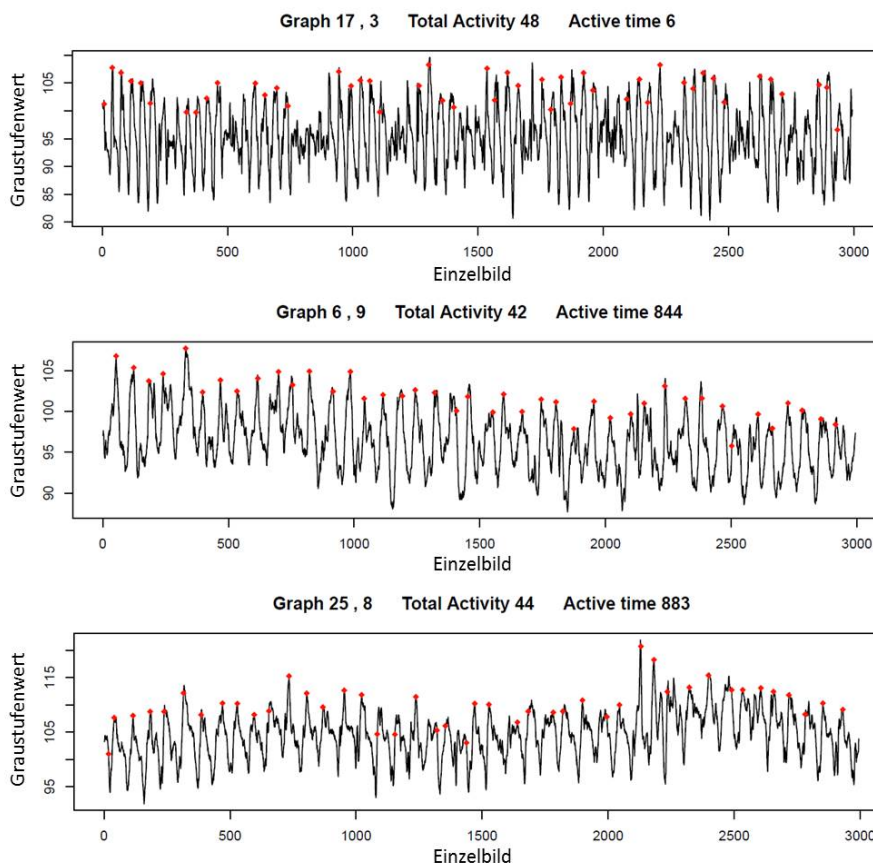 Graph 17 , 3 Total Activity 48 Active time 6
Graustufenwert
105
95
90
85
80
0 500 1000 1500 2000 2500 3000
Einzelbild
Graph 6 , 9 Total Activity 42 Active time 844
Graustufenwert
105
100
95
90
0 500 1000 1500 2000 2500 3000
Einzelbild
Graph 25 , 8 Total Activity 44 Active time 883
Graustufenwert
115
105
95
0 500 1000 1500 2000 2500 3000
Einzelbild